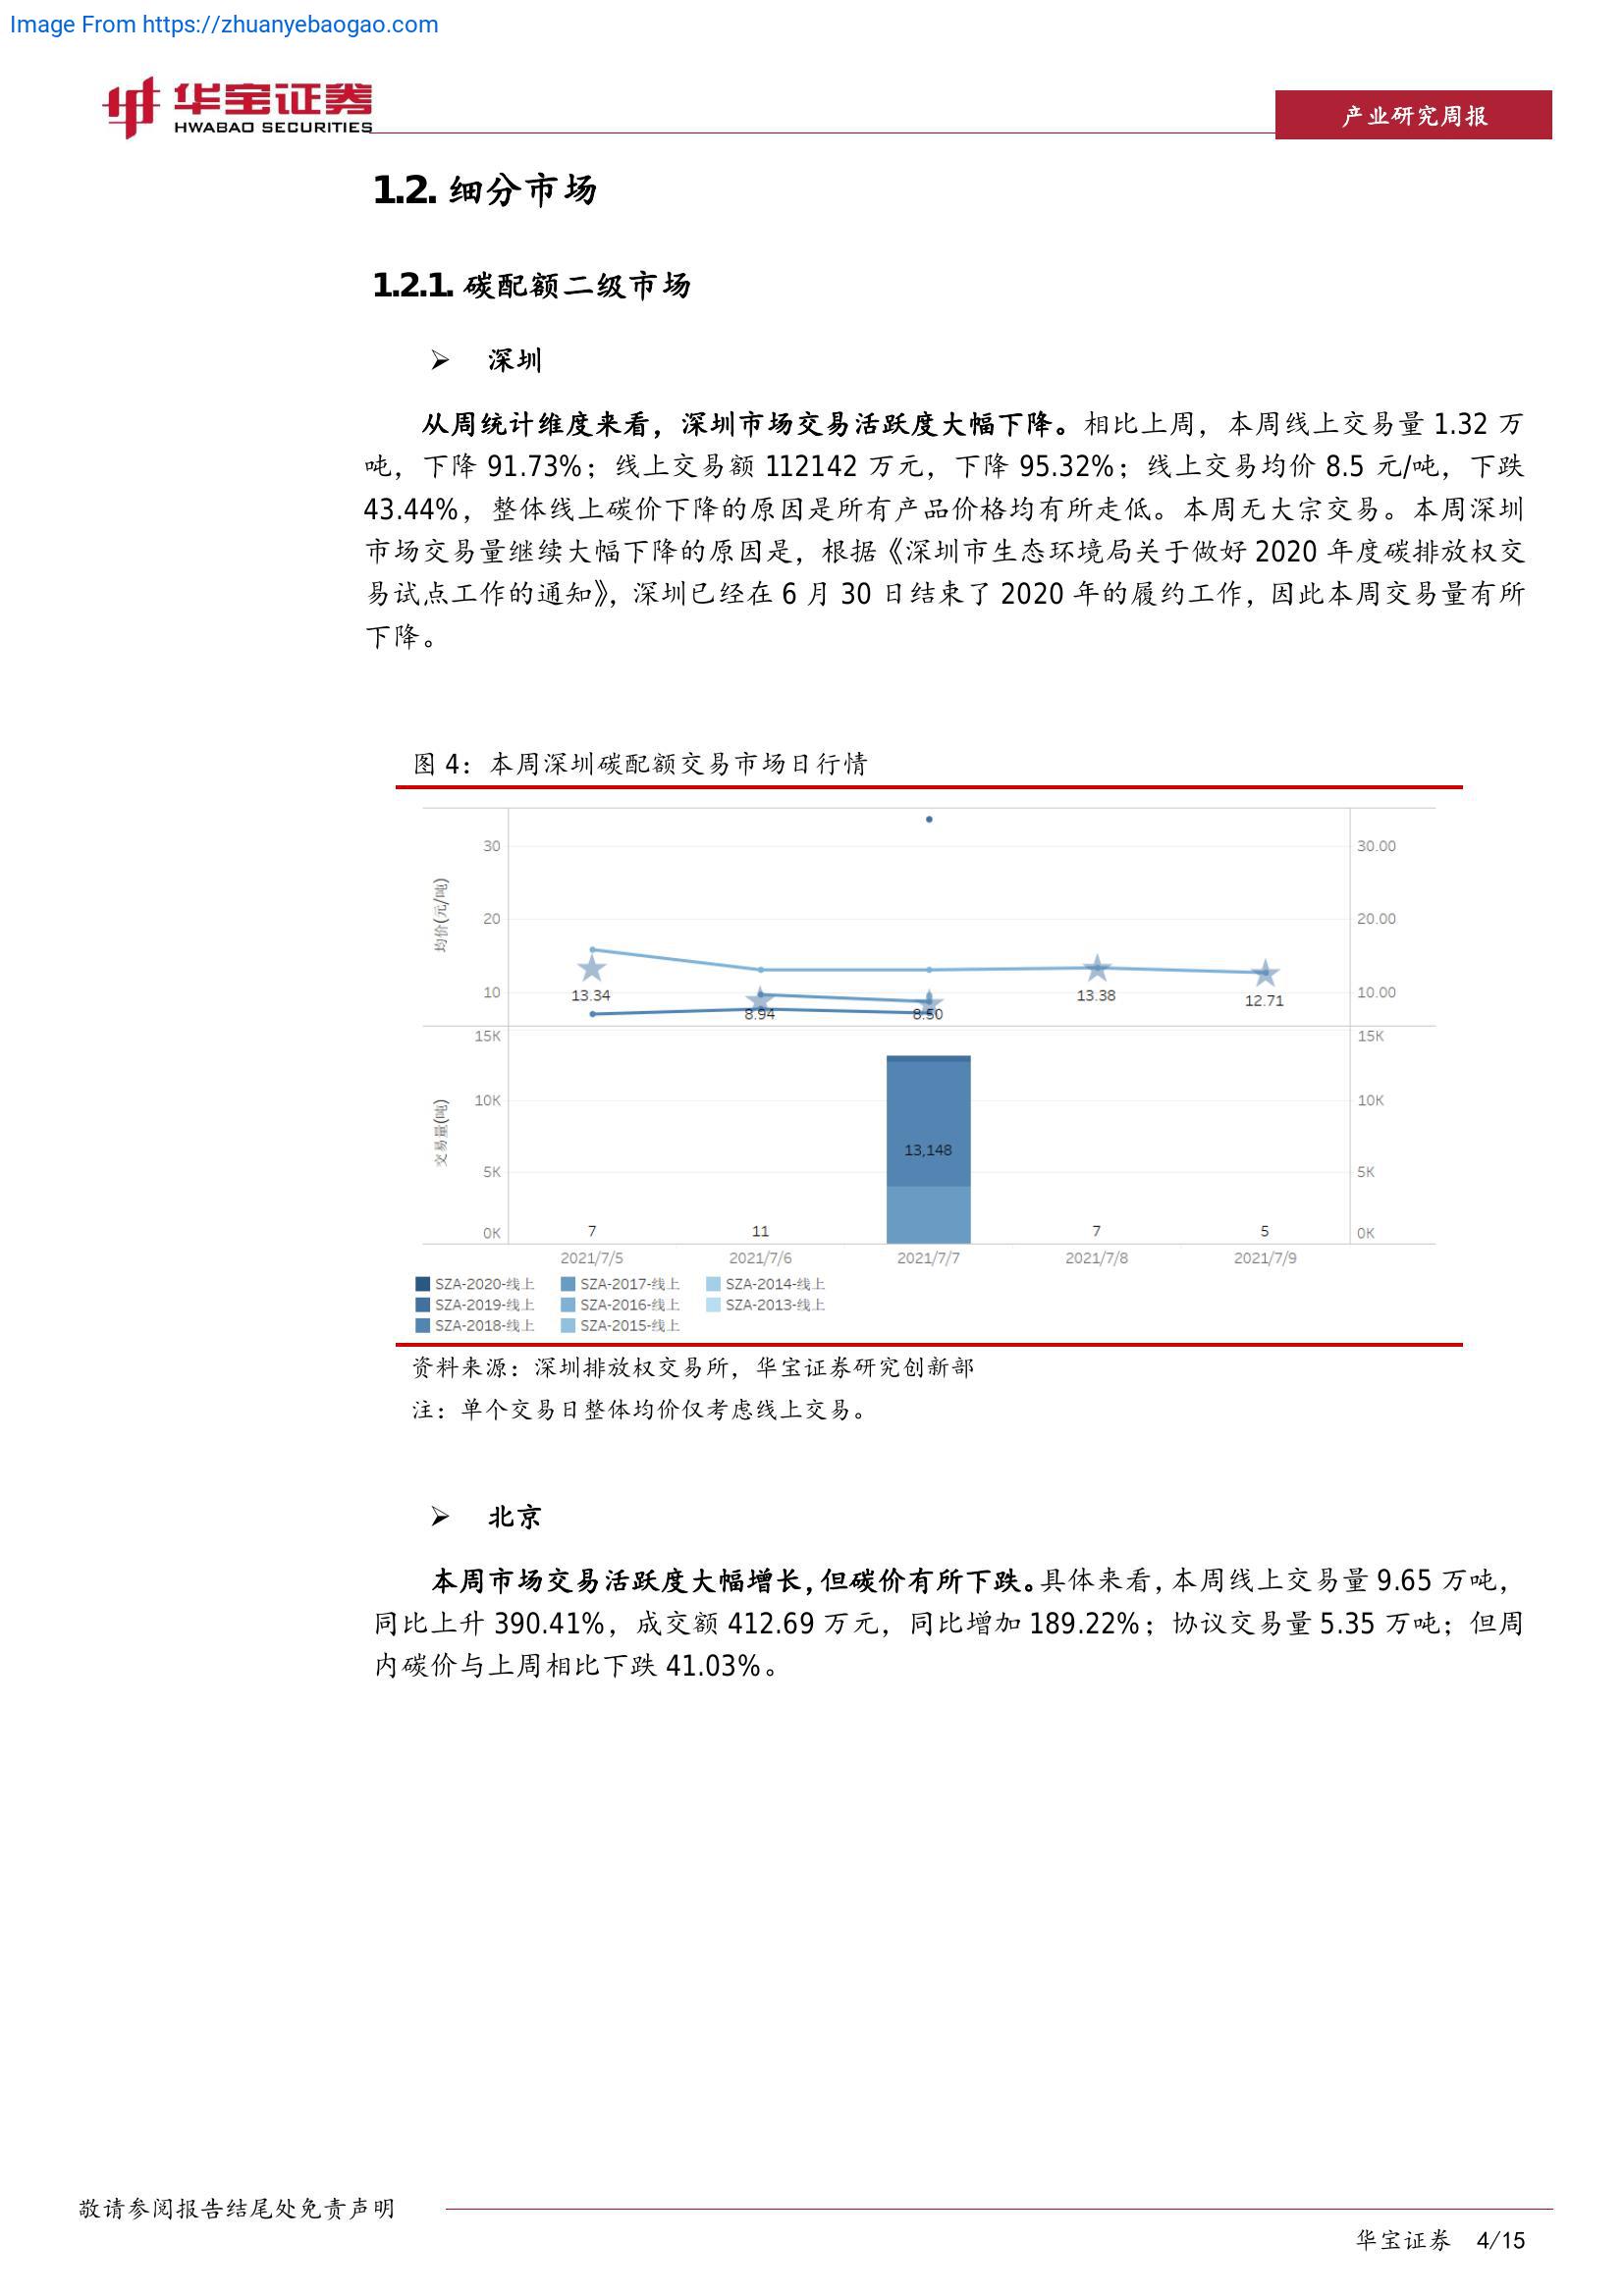 Image From https://zhuanyebaogao.com
华宝证券
HWABAO SECURITIES
产业研究周报
1.2. 细分市场
1.2.1. 碳配额二级市场
➢ 深圳
从周统计维度来看，深圳市场交易活跃度大幅下降。相比上周，本周线上交易量 1.32 万
吨，下降 91.73%；线上交易额 112142 万元，下降 95.32%；线上交易均价 8.5 元/吨，下跌
43.44%，整体线上碳价下降的原因是所有产品价格均有所走低。本周无大宗交易。本周深圳
市场交易量继续大幅下降的原因是，根据《深圳市生态环境局关于做好 2020 年度碳排放权交
易试点工作的通知》，深圳已经在 6 月 30 日结束了 2020 年的履约工作，因此本周交易量有所
下降。
图 4：本周深圳碳配额交易市场日行情
均价(元/吨)
30 30.00
20 20.00
10 10.00
13.34 8.94 8.50 13.38 12.71
交易量(吨)
15K 15K
10K 10K
13,148
5K 5K
0K 7 11 7 5 0K
2021/7/5 2021/7/6 2021/7/7 2021/7/8 2021/7/9
SZA-2020-线上 SZA-2017-线上 SZA-2014-线上
SZA-2019-线上 SZA-2016-线上 SZA-2013-线上
SZA-2018-线上 SZA-2015-线上
资料来源：深圳排放权交易所，华宝证券研究创新部
注：单个交易日整体均价仅考虑线上交易。
➢ 北京
本周市场交易活跃度大幅增长，但碳价有所下跌。具体来看，本周线上交易量 9.65 万吨，
同比上升 390.41%，成交额 412.69 万元，同比增加 189.22%；协议交易量 5.35 万吨；但周
内碳价与上周相比下跌 41.03%。
敬请参阅报告结尾处免责声明
华宝证券 4/15